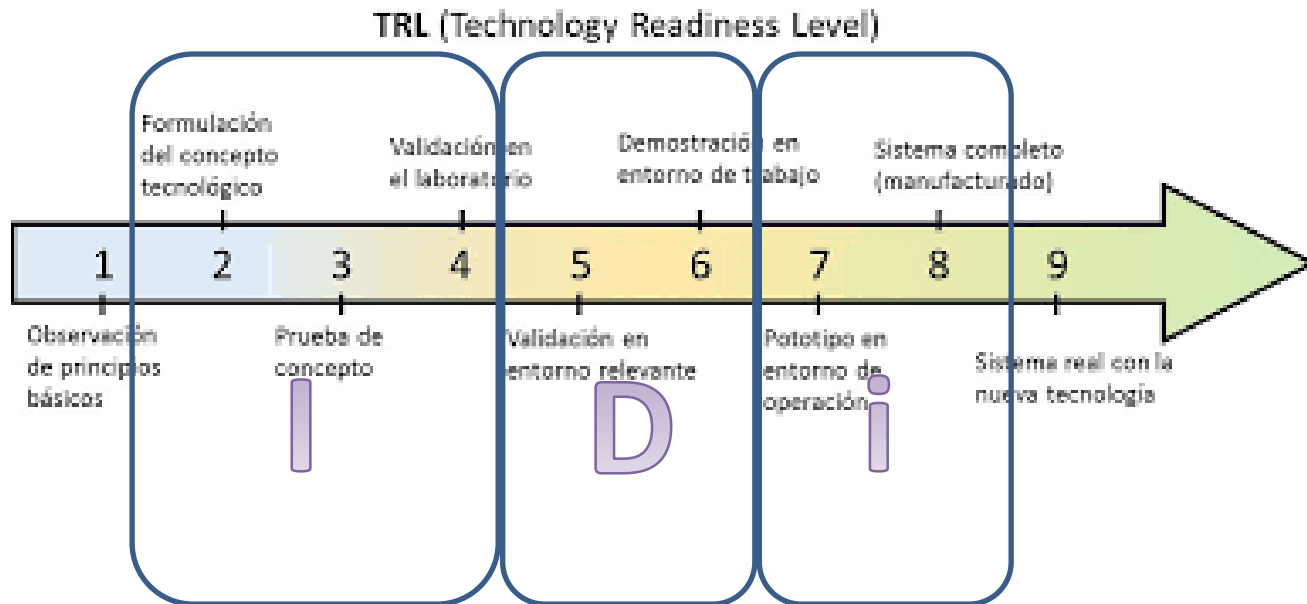 TRL (Technology Readiness Level)
Formulación
del concepto
tecnológico
Validación en
el laboratorio
Demostración en
entorno de trabajo
Sistema completo
(manufacturado)
1 2 3 4 5 6 7 8 9
Observación
de principios
básicos
Prueba de
concepto
Validación en
entorno relevante
Pototipo en
entorno de
operación
Sistema real con la
nueva tecnología
I D i